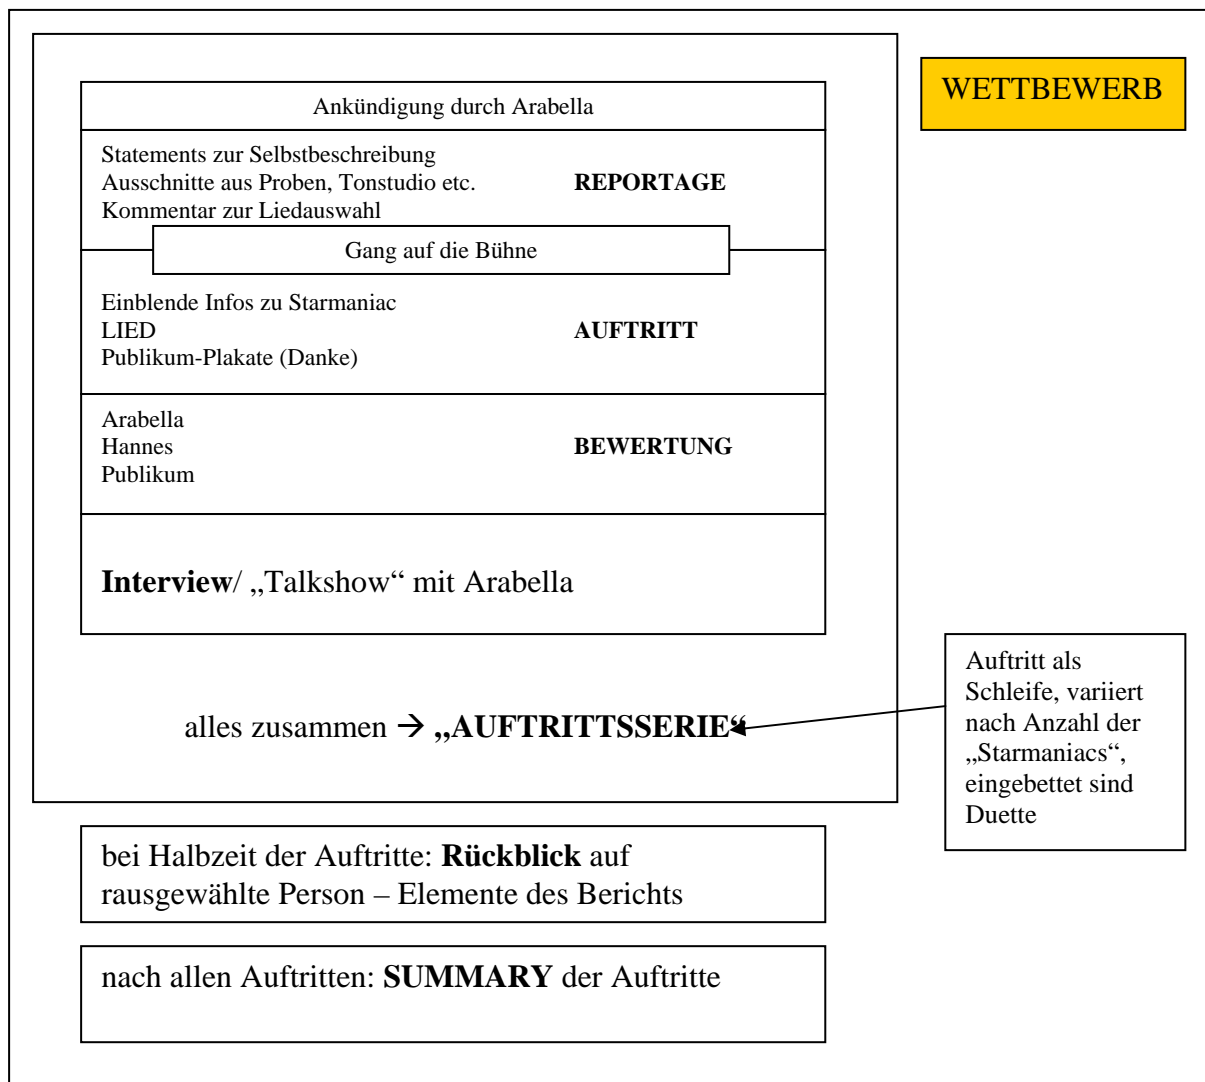 WETTBEWERB
Ankündigung durch Arabella
Statements zur Selbstbeschreibung
Ausschnitte aus Proben, Tonstudio etc. REPORTAGE
Kommentar zur Liedauswahl
Gang auf die Bühne
Einblende Infos zu Starmaniac
LIED AUFTRITT
Publikum-Plakate (Danke)
Arabella
Hannes BEWERTUNG
Publikum
Interview/ „Talkshow“ mit Arabella
alles zusammen → „AUFTRITTSSERIE“
Auftritt als
Schleife, variiert
nach Anzahl der
„Starmaniacs“,
eingebettet sind
Duette
bei Halbzeit der Auftritte: Rückblick auf
rausgewählte Person – Elemente des Berichts
nach allen Auftritten: SUMMARY der Auftritte